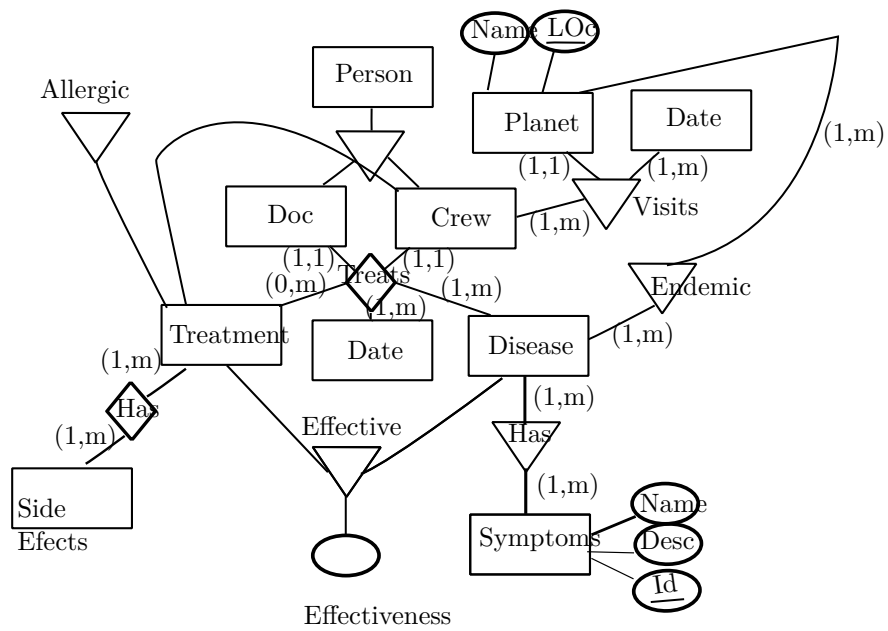 Name LOc
Person
Allergic
Planet
Date
(1,m)
(1,1)
(1,m)
Doc
Crew
(1,m)
Visits
(1,1)
(1,1)
Treats
(0,m)
(1,m)
(1,m)
Endemic
Treatment
Date
Disease
(1,m)
(1,m)
Has
(1,m)
(1,m)
Effective
Has
(1,m)
Side
Efects
Name
Symptoms
Desc
Id
Effectiveness